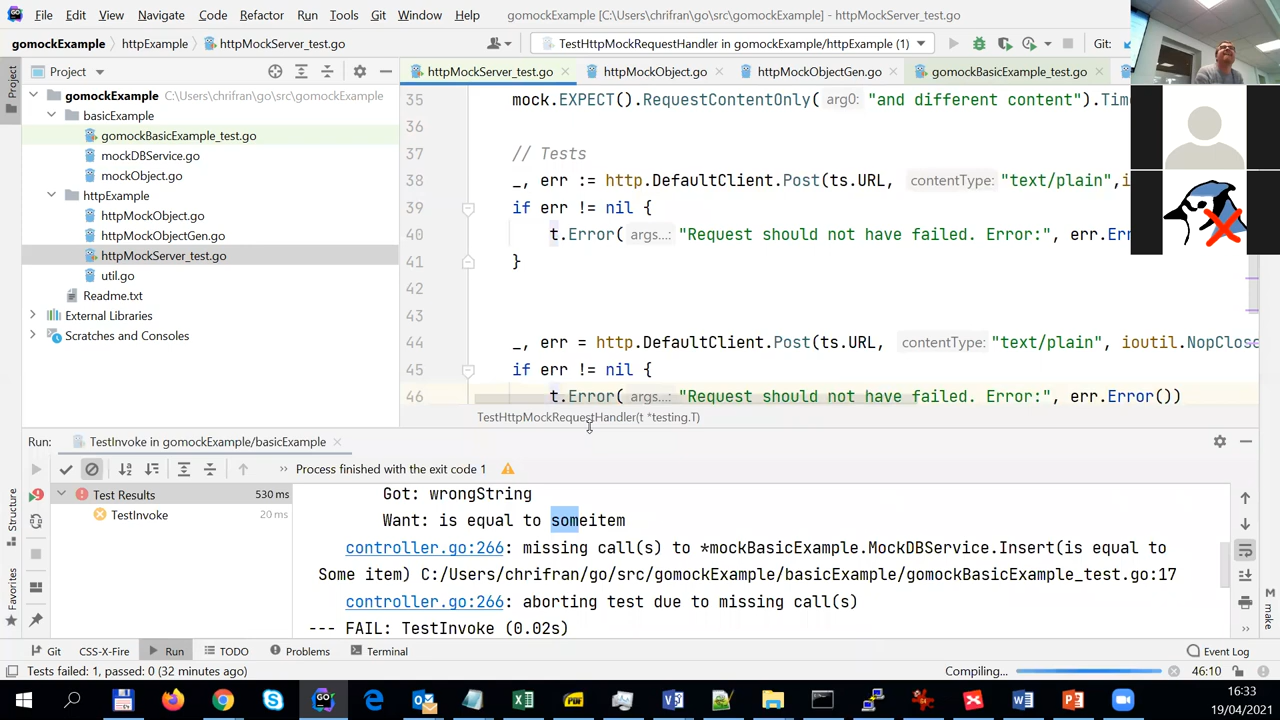 File Edit View Navigate Code Refactor Run Tools Git Window Help gomockExample [C:\Users\chrifran\go\src\gomockExample] - httpMockServer_test.go
gomockExample httpExample httpMockServer_test.go TestHttpMockRequestHandler in gomockExample/httpExample (1) Git:
Project
Project
httpMockServer_test.go httpMockObject.go httpMockObjectGen.go gomockBasicExample_test.go
gomockExample C:\Users\chrifran\go\src\gomockExample
basicExample
gomockBasicExample_test.go
mockDBService.go
mockObject.go
httpExample
httpMockObject.go
httpMockObjectGen.go
httpMockServer_test.go
util.go
Readme.txt
External Libraries
Scratches and Consoles
35 mock.EXPECT().RequestContentOnly( arg0: "and different content").Tim
36
37 // Tests
38 _, err := http.DefaultClient.Post(ts.URL, contentType: "text/plain",i
39 if err != nil {
40 t.Error( args...: "Request should not have failed. Error:", err.Err
41 }
42
43
44 _, err = http.DefaultClient.Post(ts.URL, contentType: "text/plain", ioutil.NopClose
45 if err != nil {
46 t.Error( args...: "Request should not have failed. Error:", err.Error())
TestHttpMockRequestHandler(t *testing.T)
Run: TestInvoke in gomockExample/basicExample
Process finished with the exit code 1
Test Results 530 ms
TestInvoke 20 ms
Got: wrongString
Want: is equal to someitem
controller.go:266: missing call(s) to *mockBasicExample.MockDBService.Insert(is equal to
Some item) C:/Users/chrifran/go/src/gomockExample/basicExample/gomockBasicExample_test.go:17
controller.go:266: aborting test due to missing call(s)
--- FAIL: TestInvoke (0.02s)
Structure
Favorites
make
Git CSS-X-Fire Run TODO Problems Terminal Event Log
Tests failed: 1, passed: 0 (32 minutes ago) Compiling... 46:10
16:33
19/04/2021